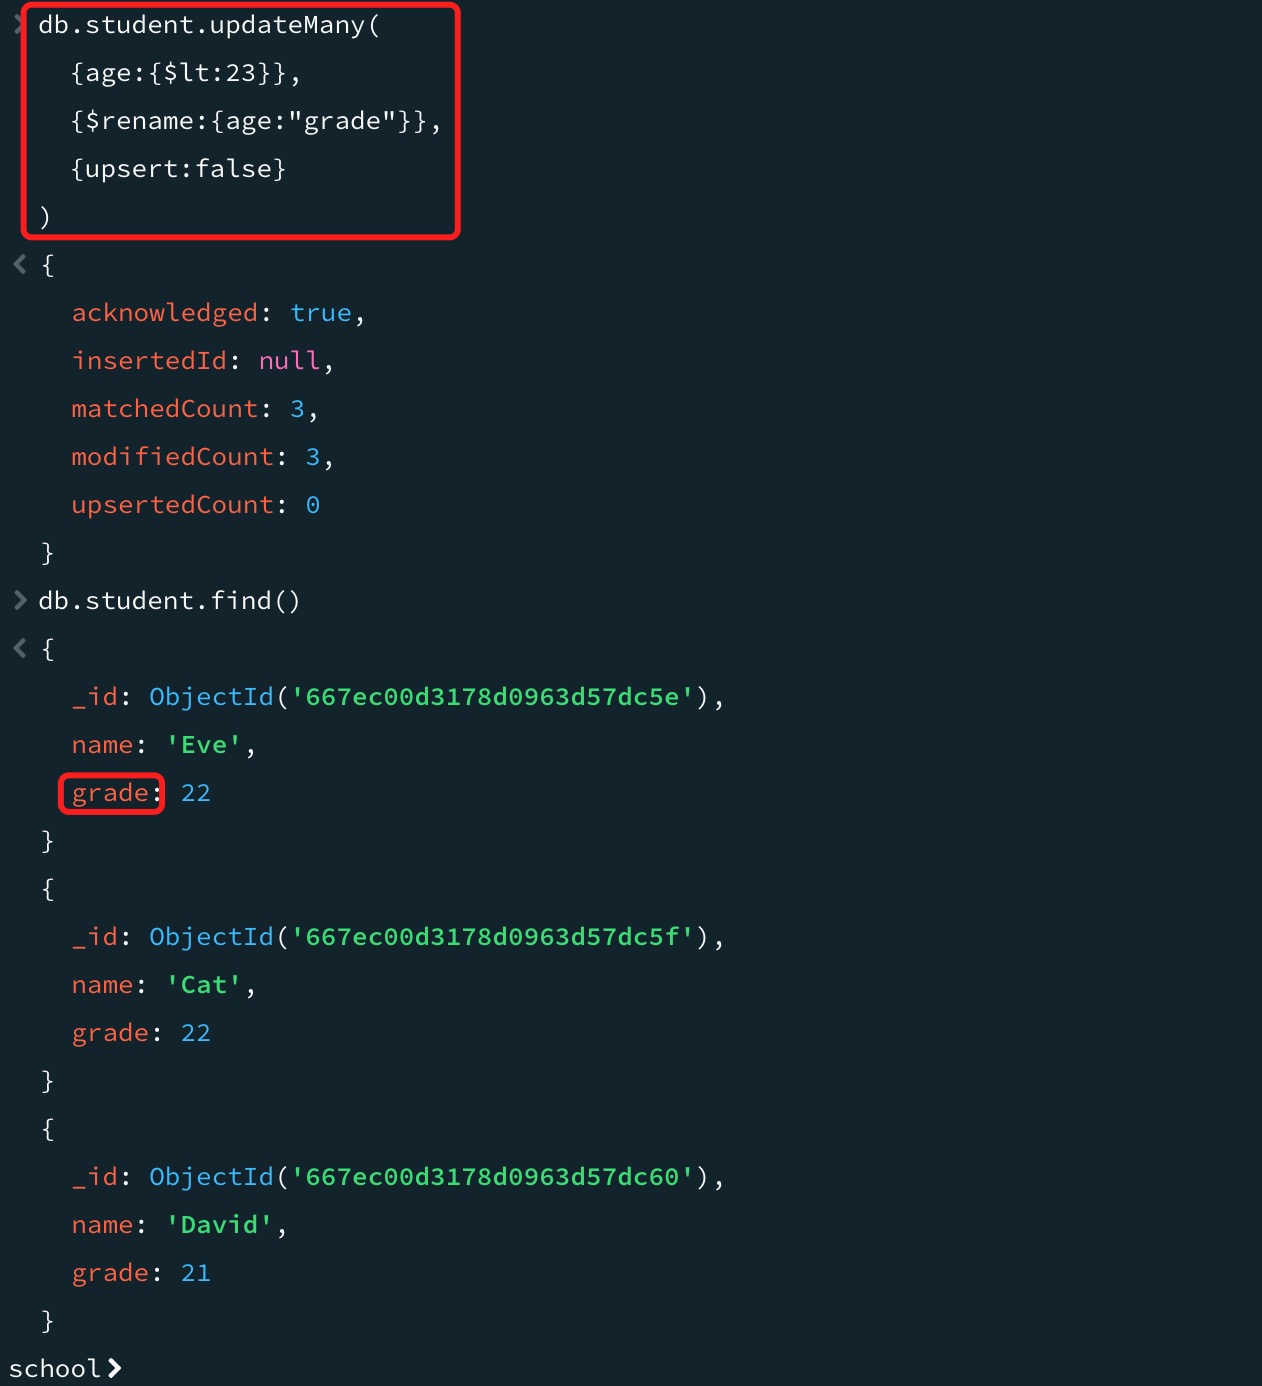 > db.student.updateMany(
{age:{$lt:23}},
{$rename:{age:"grade"}},
{upsert:false}
)
< {
acknowledged: true,
insertedId: null,
matchedCount: 3,
modifiedCount: 3,
upsertedCount: 0
}
> db.student.find()
< {
_id: ObjectId('667ec00d3178d0963d57dc5e'),
name: 'Eve',
grade: 22
}
{
_id: ObjectId('667ec00d3178d0963d57dc5f'),
name: 'Cat',
grade: 22
}
{
_id: ObjectId('667ec00d3178d0963d57dc60'),
name: 'David',
grade: 21
}
school>